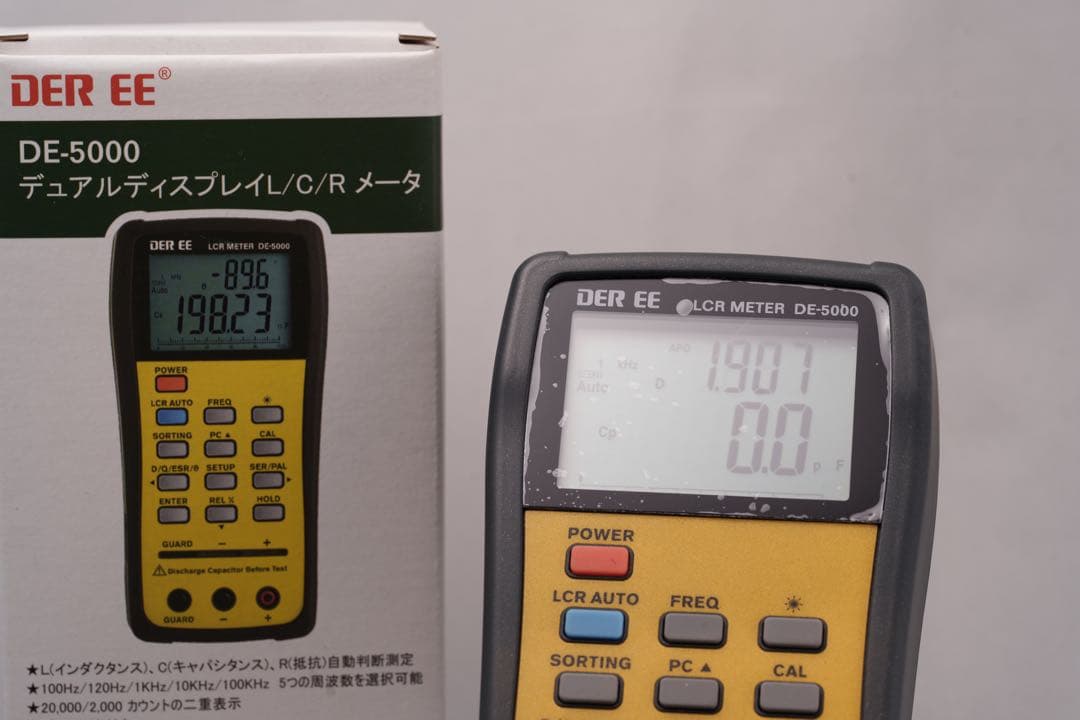 DER EE®
DE-5000
デュアルディスプレイL/C/R メータ
DER EE LCR METER DE-5000
-89.6°
1 kHz
Auto θ
198.23
Cs nF
POWER
LCR AUTO FREQ
SORTING PC ▲ CAL
D/Q/ESR/θ SETUP SER/PAL
ENTER REL % HOLD
GUARD − +
⚠Discharge Capacitor Before Test
GUARD − +
★L(インダクタンス)、C(キャパシタンス)、R(抵抗)自動判断測定
★100Hz/120Hz/1KHz/10KHz/100KHz 5つの周波数を選択可能
★20,000/2,000 カウントの二重表示
DER EE LCR METER DE-5000
APO 1.907
1 kHz
Auto D
Cp 0.0 pF
POWER
LCR AUTO FREQ
SORTING PC ▲ CAL